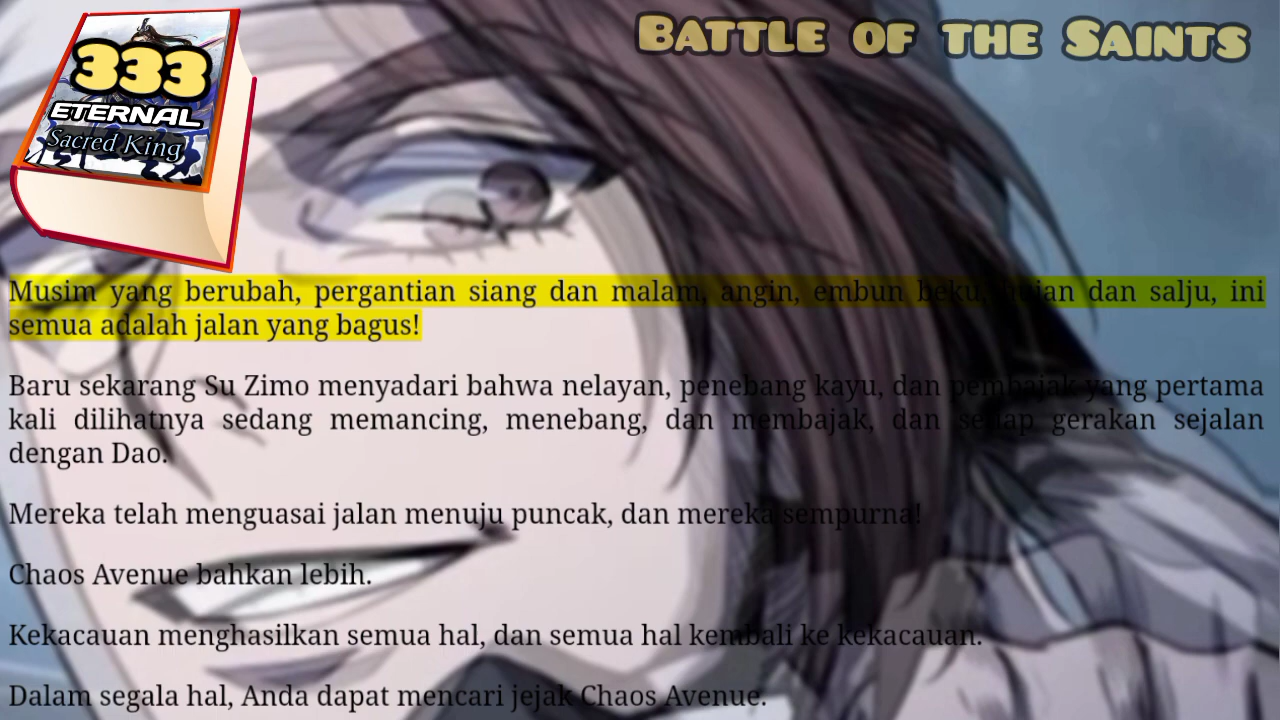 Battle of the Saints
333
ETERNAL
Sacred King
Musim yang berubah, pergantian siang dan malam, angin, embun beku, hujan dan salju, ini
semua adalah jalan yang bagus!
Baru sekarang Su Zimo menyadari bahwa nelayan, penebang kayu, dan pembajak yang pertama
kali dilihatnya sedang memancing, menebang, dan membajak, dan setiap gerakan sejalan
dengan Dao.
Mereka telah menguasai jalan menuju puncak, dan mereka sempurna!
Chaos Avenue bahkan lebih.
Kekacauan menghasilkan semua hal, dan semua hal kembali ke kekacauan.
Dalam segala hal, Anda dapat mencari jejak Chaos Avenue.